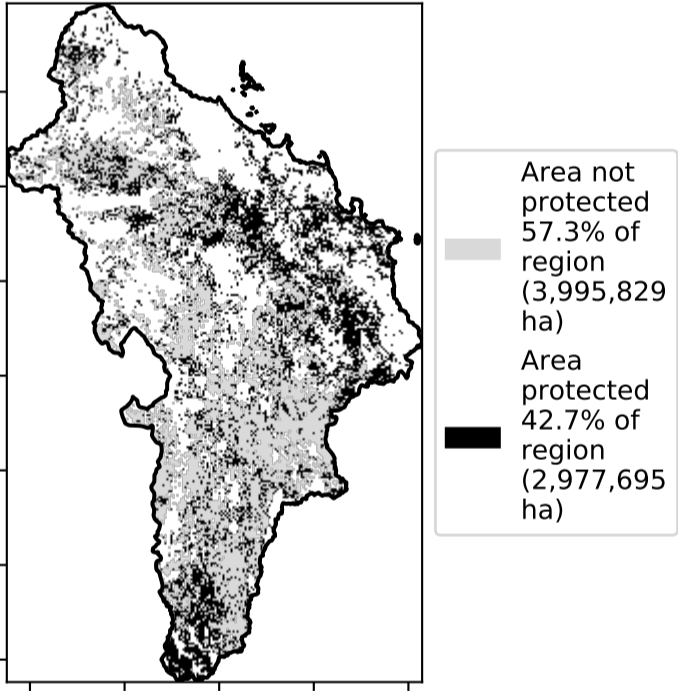 Area not
protected
57.3% of
region
(3,995,829
ha)
Area
protected
42.7% of
region
(2,977,695
ha)